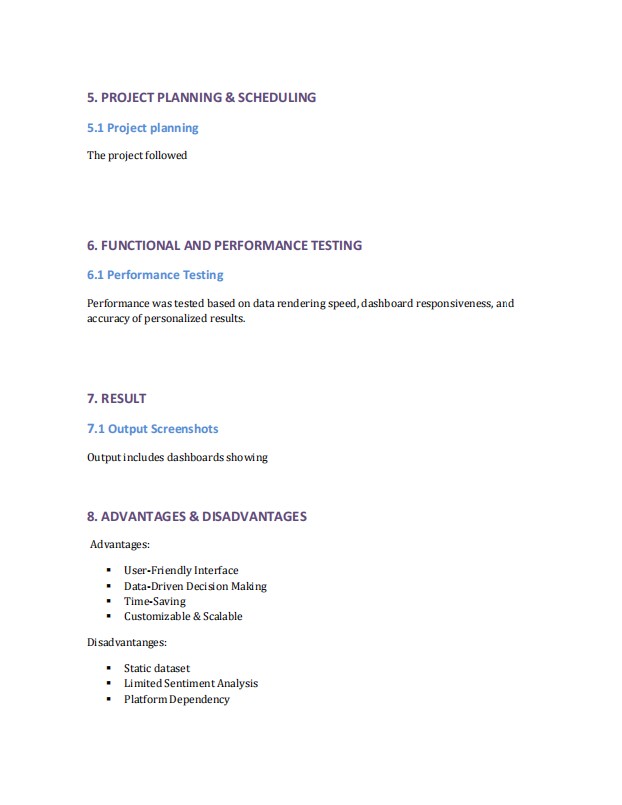 5. PROJECT PLANNING & SCHEDULING
5.1 Project planning
The project followed
6. FUNCTIONAL AND PERFORMANCE TESTING
6.1 Performance Testing
Performance was tested based on data rendering speed, dashboard responsiveness, and
accuracy of personalized results.
7. RESULT
7.1 Output Screenshots
Output includes dashboards showing
8. ADVANTAGES & DISADVANTAGES
Advantages:
▪ User-Friendly Interface
▪ Data-Driven Decision Making
▪ Time-Saving
▪ Customizable & Scalable
Disadvantanges:
▪ Static dataset
▪ Limited Sentiment Analysis
▪ Platform Dependency